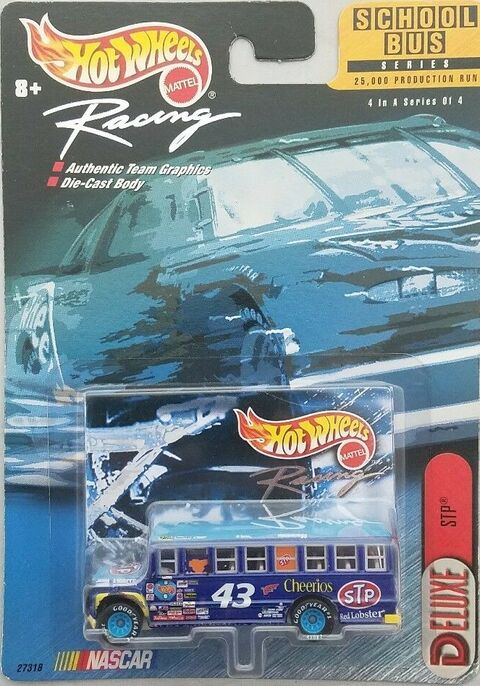 HOT WHEELS
MATTEL
®
8+
Racing
Authentic Team Graphics
Die-Cast Body
SCHOOL
BUS
SERIES
25,000 PRODUCTION RUN
4 In A Series Of 4
HOT WHEELS
MATTEL
Racing
43
Cheerios
STP
Red Lobster
GOODYEAR
GOODYEAR
STP®
DELUXE
27318
NASCAR